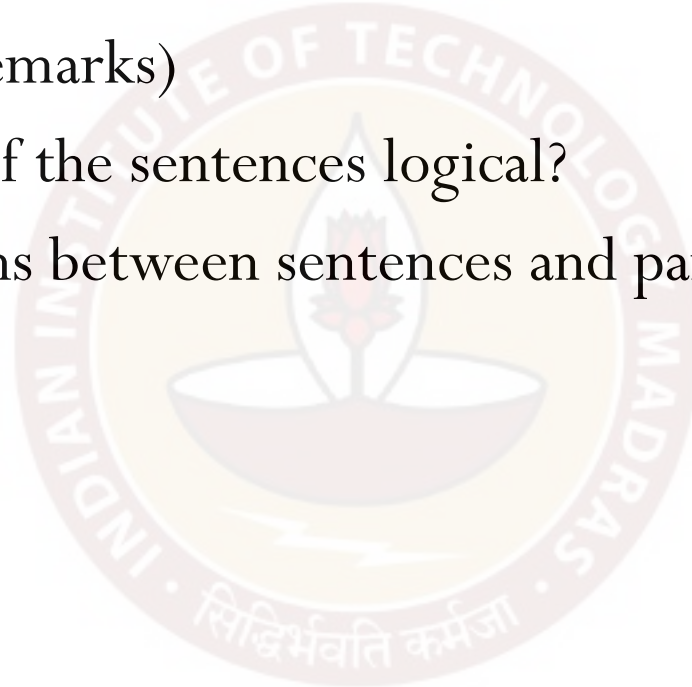 emarks)
f the sentences logical?
ns between sentences and pa
INDIAN INSTITUTE OF TECHNOLOGY MADRAS
सिद्धिर्भवति कर्मजा